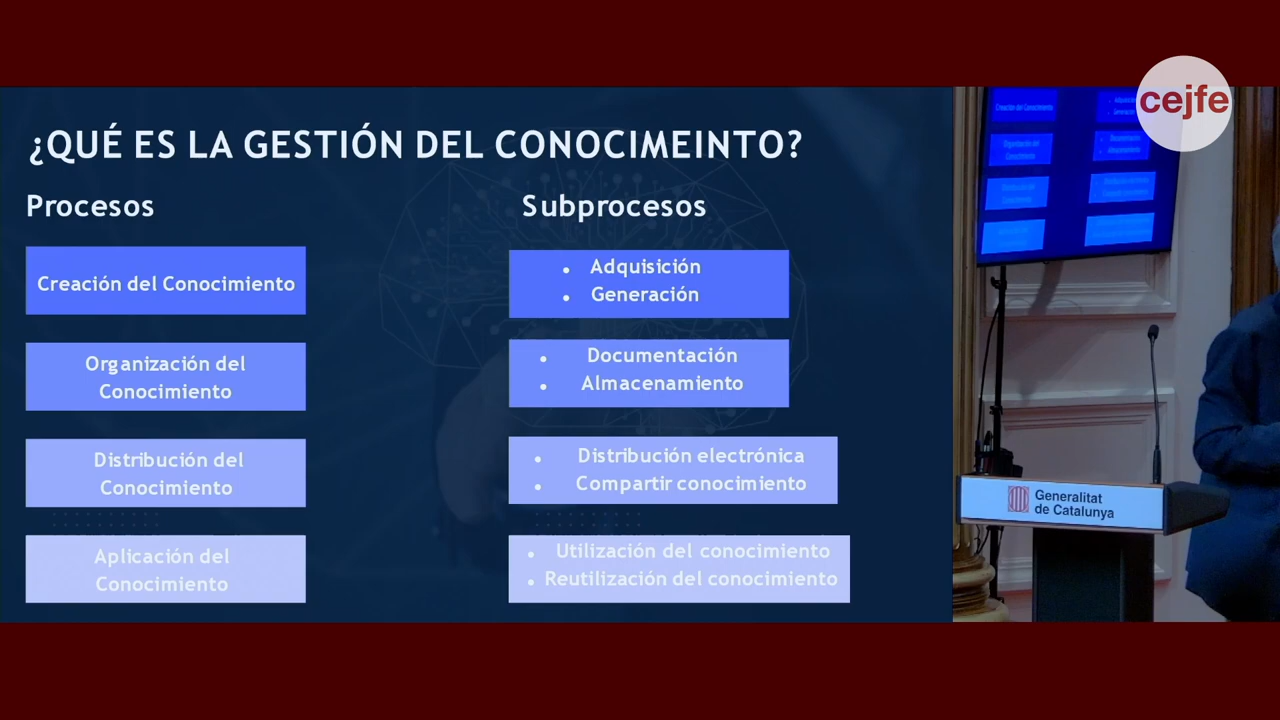 cejfe
¿QUÉ ES LA GESTIÓN DEL CONOCIMEINTO?
Procesos
Subprocesos
Creación del Conocimiento
• Adquisición
• Generación
Organización del
Conocimiento
• Documentación
• Almacenamiento
Distribución del
Conocimiento
• Distribución electrónica
• Compartir conocimiento
Aplicación del
Conocimiento
• Utilización del conocimiento
• Reutilización del conocimiento
Generalitat
de Catalunya